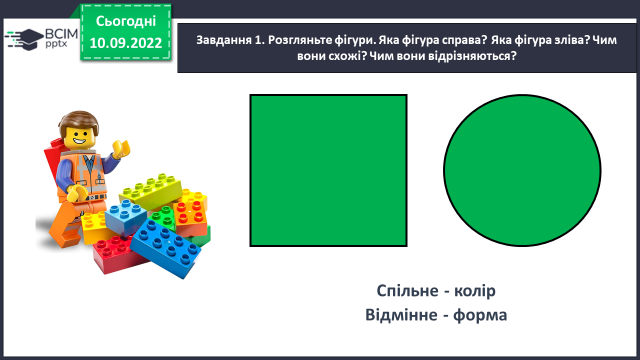 Сьогодні
10.09.2022
BCIM
pptx
Завдання 1. Розгляньте фігури. Яка фігура справа? Яка фігура зліва? Чим
вони схожі? Чим вони відрізняються?
Спільне - колір
Відмінне - форма